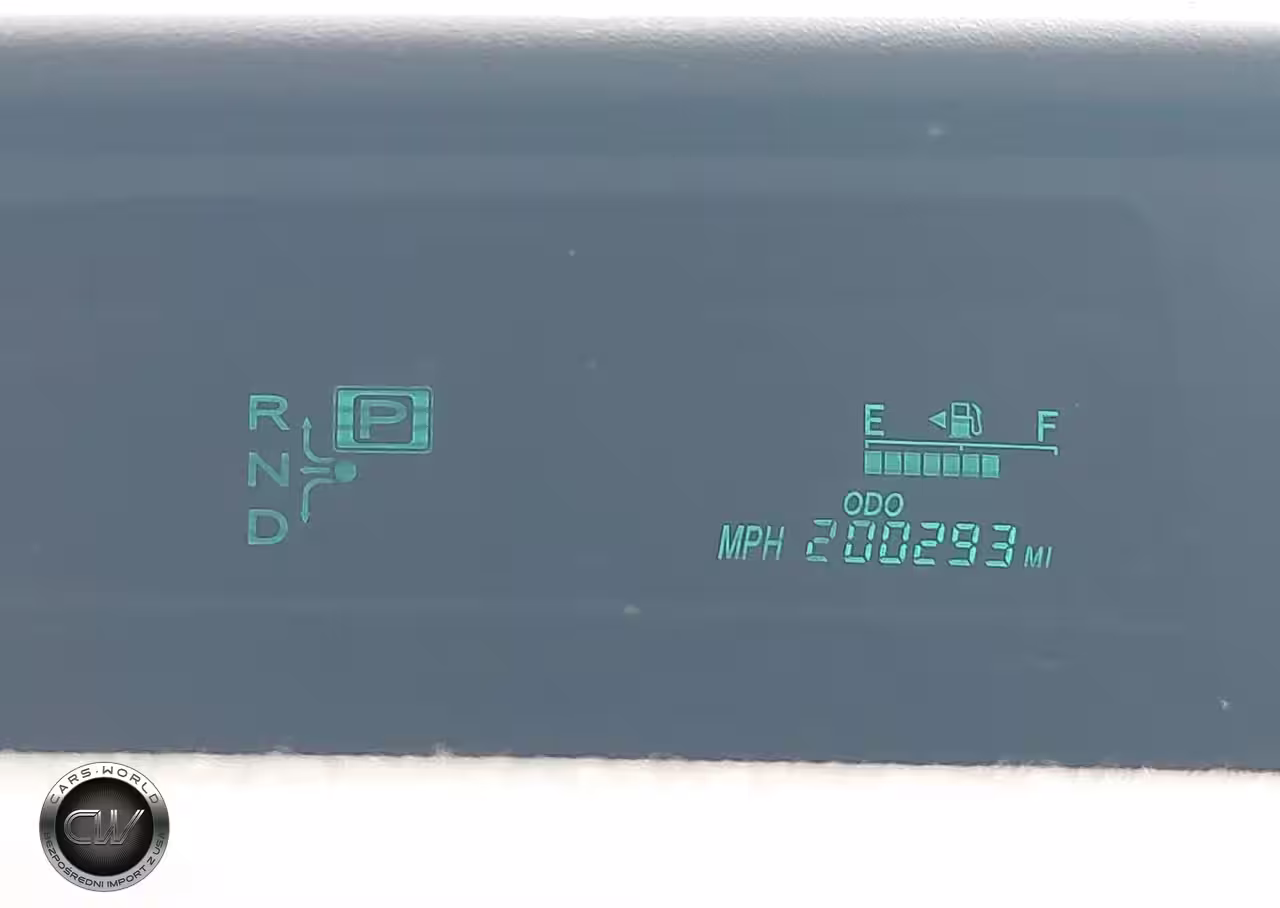 R
P
N
D
E F
ODO
MPH 200293 MI
CARS·WORLD
CW
BEZPOŚREDNI IMPORT Z USA